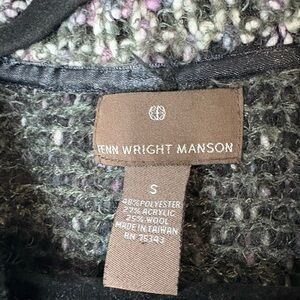 FENN WRIGHT MANSON
S
48% POLYESTER
27% ACRYLIC
25% WOOL
MADE IN TAIWAN
RN 75343